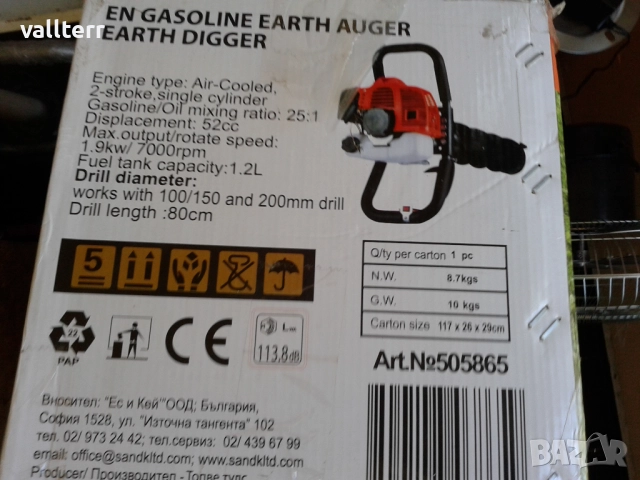 vallterr
EN GASOLINE EARTH AUGER
EARTH DIGGER
Engine type: Air-Cooled,
2-stroke,single cylinder
Gasoline/Oil mixing ratio: 25:1
Displacement: 52cc
Max.output/rotate speed:
1.9kw/ 7000rpm
Fuel tank capacity:1.2L
Drill diameter:
works with 100/150 and 200mm drill
Drill length :80cm
Q/ty per carton 1 pc
N.W. 8.7kgs
G.W. 10 kgs
Carton size 117 x 26 x 29cm
5
22
PAP
CE
113.8dB
Art.№505865
Вносител: "Ес и Кей"ООД; България,
София 1528, ул. "Източна тангента" 102
тел. 02/ 973 24 42; тел.сервиз: 02/ 439 67 99
email: office@sandkltd.com; www.sandkltd.com
Producer/ Производител - Топве тулс
BAZAR
bg